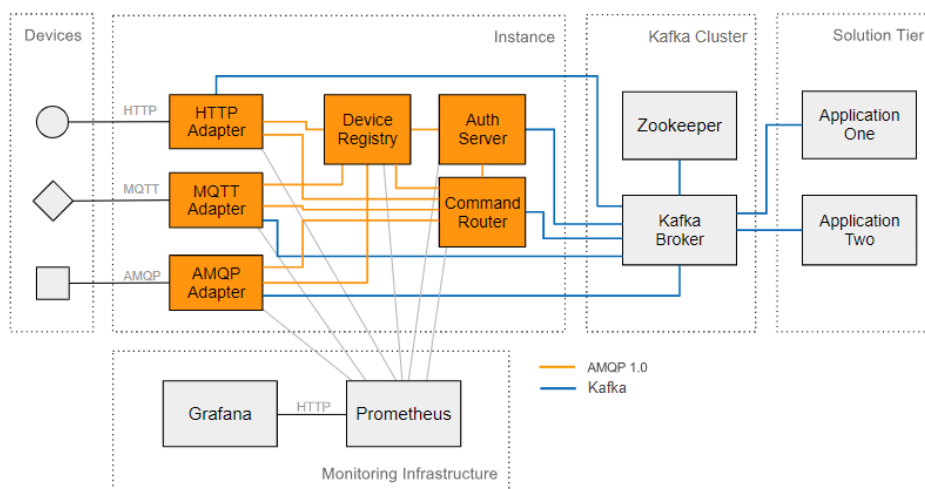 Devices
Instance
Kafka Cluster
Solution Tier
HTTP
HTTP
Adapter
Device
Registry
Auth
Server
Zookeeper
Application
One
MQTT
MQTT
Adapter
Command
Router
Kafka
Broker
Application
Two
AMQP
AMQP
Adapter
AMQP 1.0
Kafka
Grafana
HTTP
Prometheus
Monitoring Infrastructure